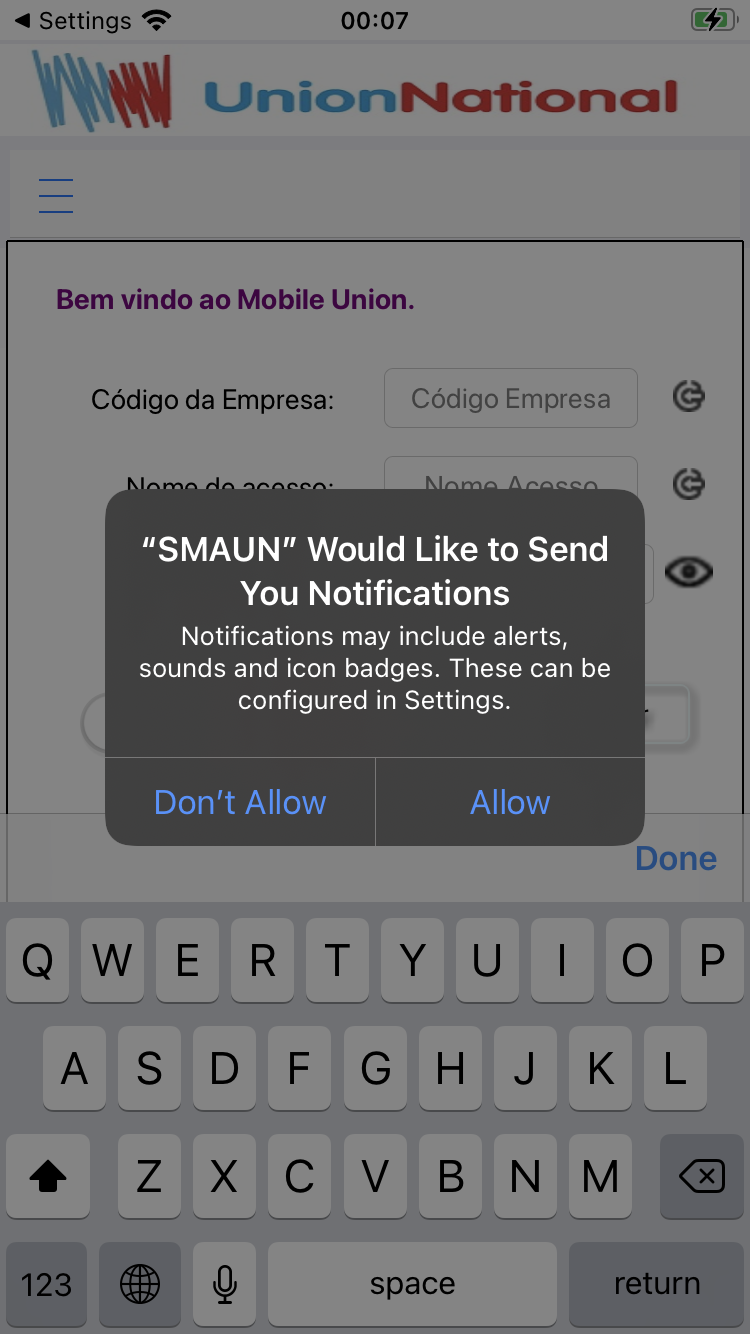 Settings
00:07
UnionNational
Bem vindo ao Mobile Union.
Código da Empresa:
Código Empresa
Nome de acesso:
Nome Acesso
“SMAUN” Would Like to Send
You Notifications
Notifications may include alerts,
sounds and icon badges. These can be
configured in Settings.
Don’t Allow
Allow
Done
Q W E R T Y U I O P
A S D F G H J K L
Z X C V B N M
123
space
return